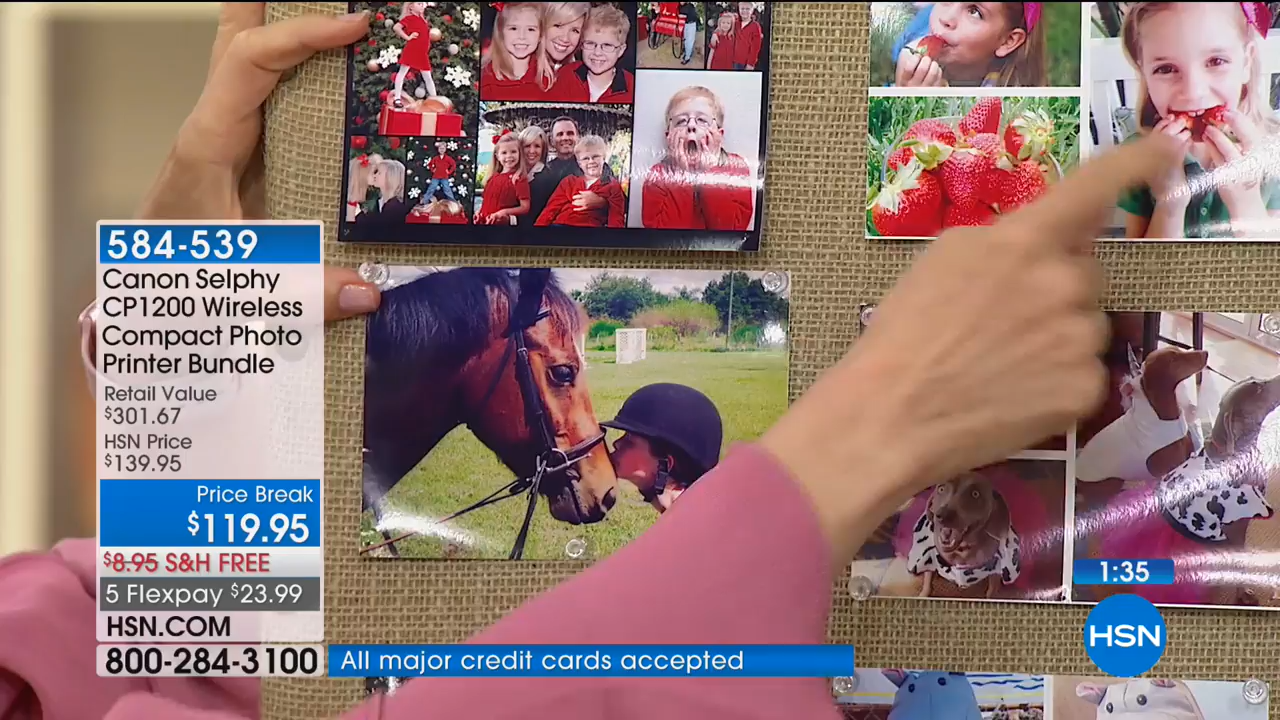 584-539
Canon Selphy
CP1200 Wireless
Compact Photo
Printer Bundle
Retail Value
$301.67
HSN Price
$139.95
Price Break
$119.95
$8.95 S&H FREE
5 Flexpay $23.99
HSN.COM
800-284-3100
All major credit cards accepted
1:35
HSN